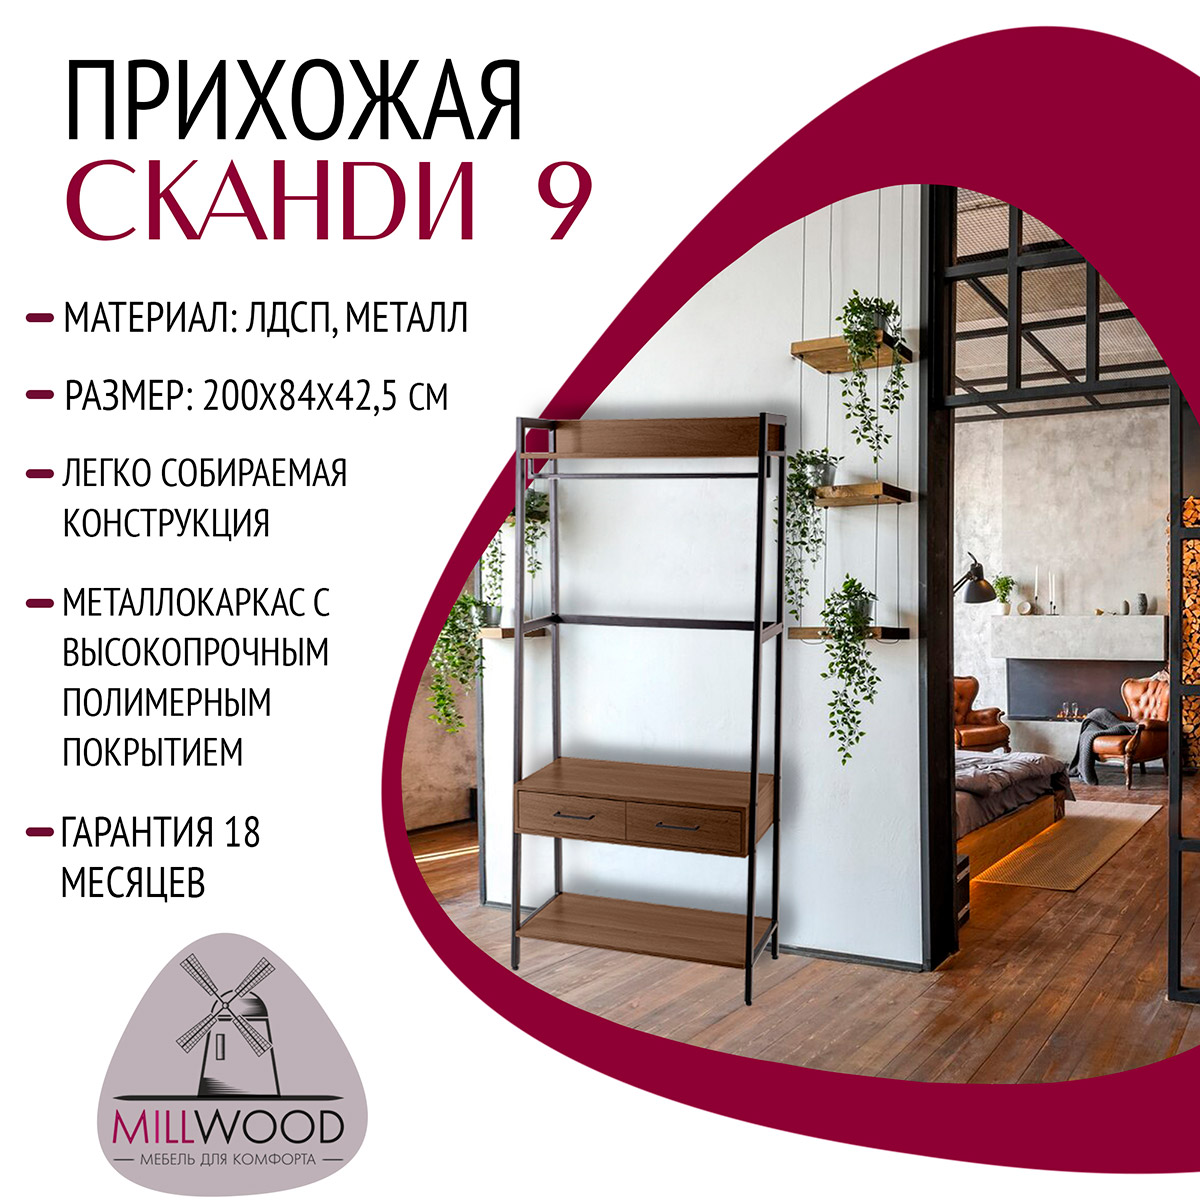 ПРИХОЖАЯ
СКАНДИ 9
МАТЕРИАЛ: ЛДСП, МЕТАЛЛ
РАЗМЕР: 200Х84Х42,5 СМ
ЛЕГКО СОБИРАЕМАЯ
КОНСТРУКЦИЯ
МЕТАЛЛОКАРКАС С
ВЫСОКОПРОЧНЫМ
ПОЛИМЕРНЫМ
ПОКРЫТИЕМ
ГАРАНТИЯ 18
МЕСЯЦЕВ
MILLWOOD
— МЕБЕЛЬ ДЛЯ КОМФОРТА —